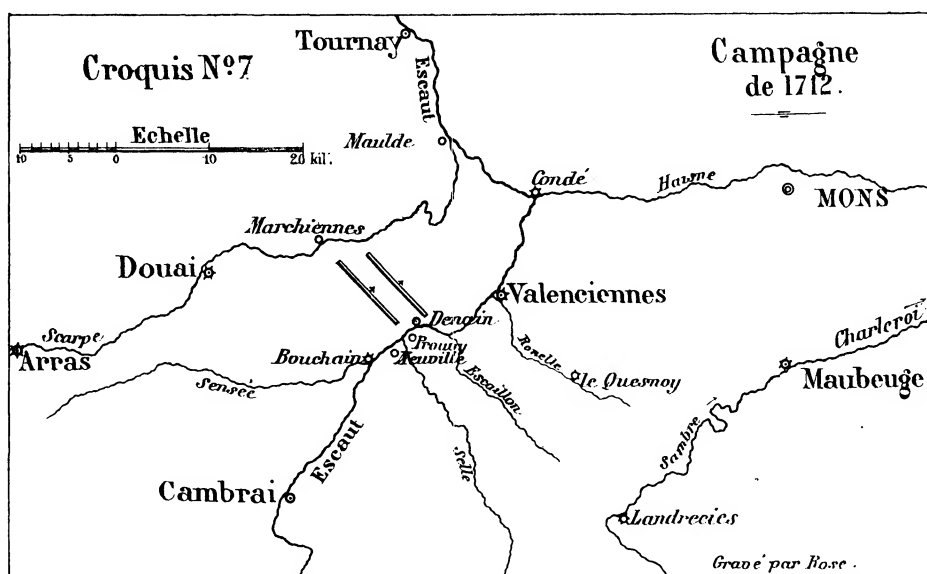 Croquis Nº 7
Campagne
de 1712.
Echelle
10 5 0 10 20 kil.
Tournay
Escaut
Maulde
Condé
Hayne
MONS
Marchiennes
Douai
Valenciennes
Denain
Prouvy
Neuville
Bouchain
Scarpe
Arras
Sensée
Escaillon
Ronelle
le Quesnoy
Charleroi
Maubeuge
Sambre
Escaut
Selle
Cambrai
Landrecies
Gravé par Rose.